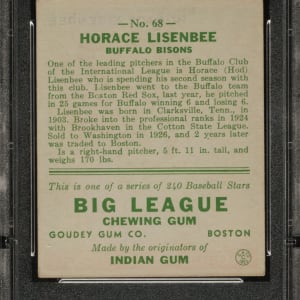 —No. 68—
HORACE LISENBEE
BUFFALO BISONS
One of the leading pitchers in the Buffalo Club
of the International League is Horace (Hod)
Lisenbee who is spending his second season with
this club. Lisenbee went to the Buffalo team
from the Boston Red Sox, last year, he pitched
in 25 games for Buffalo winning 6 and losing 6.
Lisenbee was born in Clarksville, Tenn., in
1903. Broke into the professional ranks in 1924
with Brookhaven in the Cotton State League.
Sold to Washington in 1926, and 2 years later
was traded to Boston.
Is a right-hand pitcher, 5 ft. 11 in. tall, and
weighs 170 lbs.
This is one of a series of 240 Baseball Stars
BIG LEAGUE
CHEWING GUM
GOUDEY GUM CO. BOSTON
Made by the originators of
INDIAN GUM